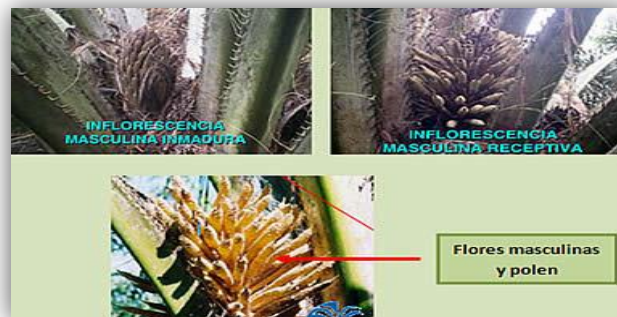 INFLORESCENCIA
MASCULINA INMADURA
INFLORESCENCIA
MASCULINA RECEPTIVA
Flores masculinas
y polen